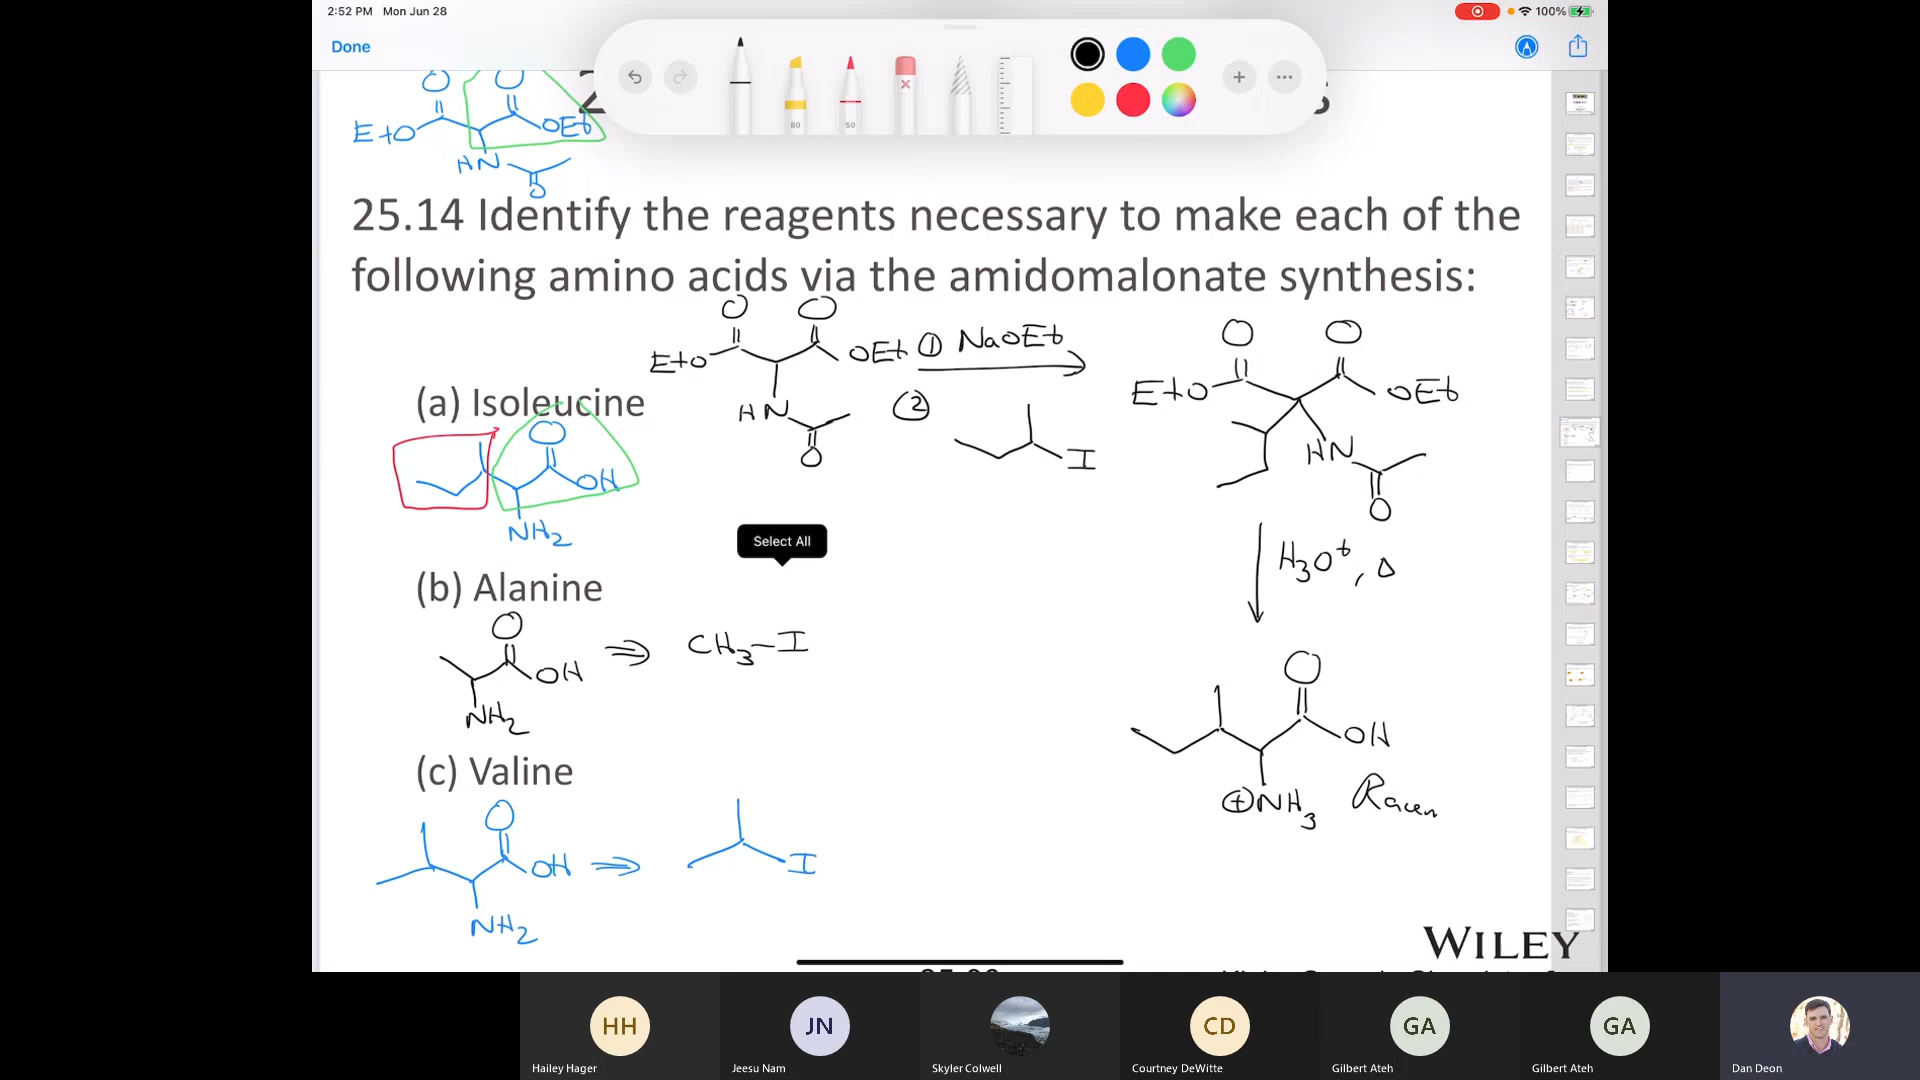 2:52 PM Mon Jun 28
100%
Done
80
50
O O
EtO OEt
HN
O
25.14 Identify the reagents necessary to make each of the
following amino acids via the amidomalonate synthesis:
O O
EtO OEt
HN
O
① NaOEt
②
I
O O
EtO OEt
HN
O
(a) Isoleucine
O
OH
NH2
Select All
H3O+, Δ
(b) Alanine
O
OH
NH2
⇒ CH3-I
O
OH
⊕NH3
(c) Valine
O
OH
NH2
⇒
I
WILEY
HH
JN
CD
GA
GA
Hailey Hager
Jeesu Nam
Skyler Colwell
Courtney DeWitte
Gilbert Ateh
Gilbert Ateh
Dan Deon